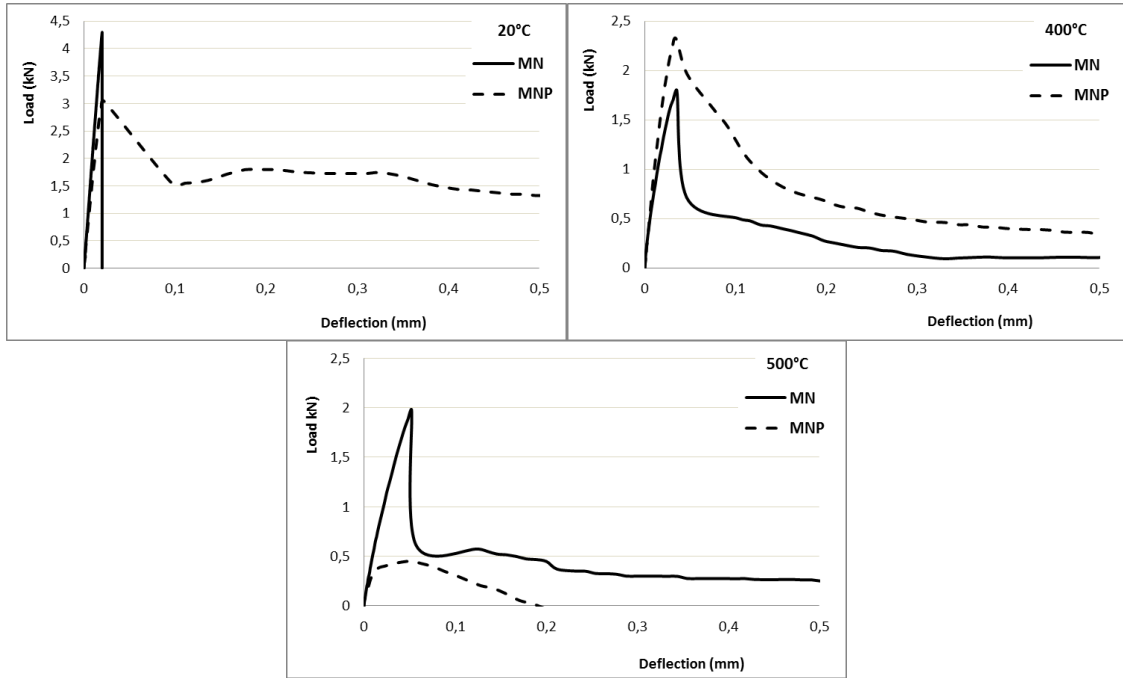 20°C
4,5
4
3,5
3
2,5
2
1,5
1
0,5
0
Load (kN)
MN
MNP
0 0,1 0,2 0,3 0,4 0,5
Deflection (mm)
400°C
2,5
2
1,5
1
0,5
0
Load (kN)
MN
MNP
0 0,1 0,2 0,3 0,4 0,5
Deflection (mm)
500°C
2,5
2
1,5
1
0,5
0
Load kN)
MN
MNP
0 0,1 0,2 0,3 0,4 0,5
Deflection (mm)